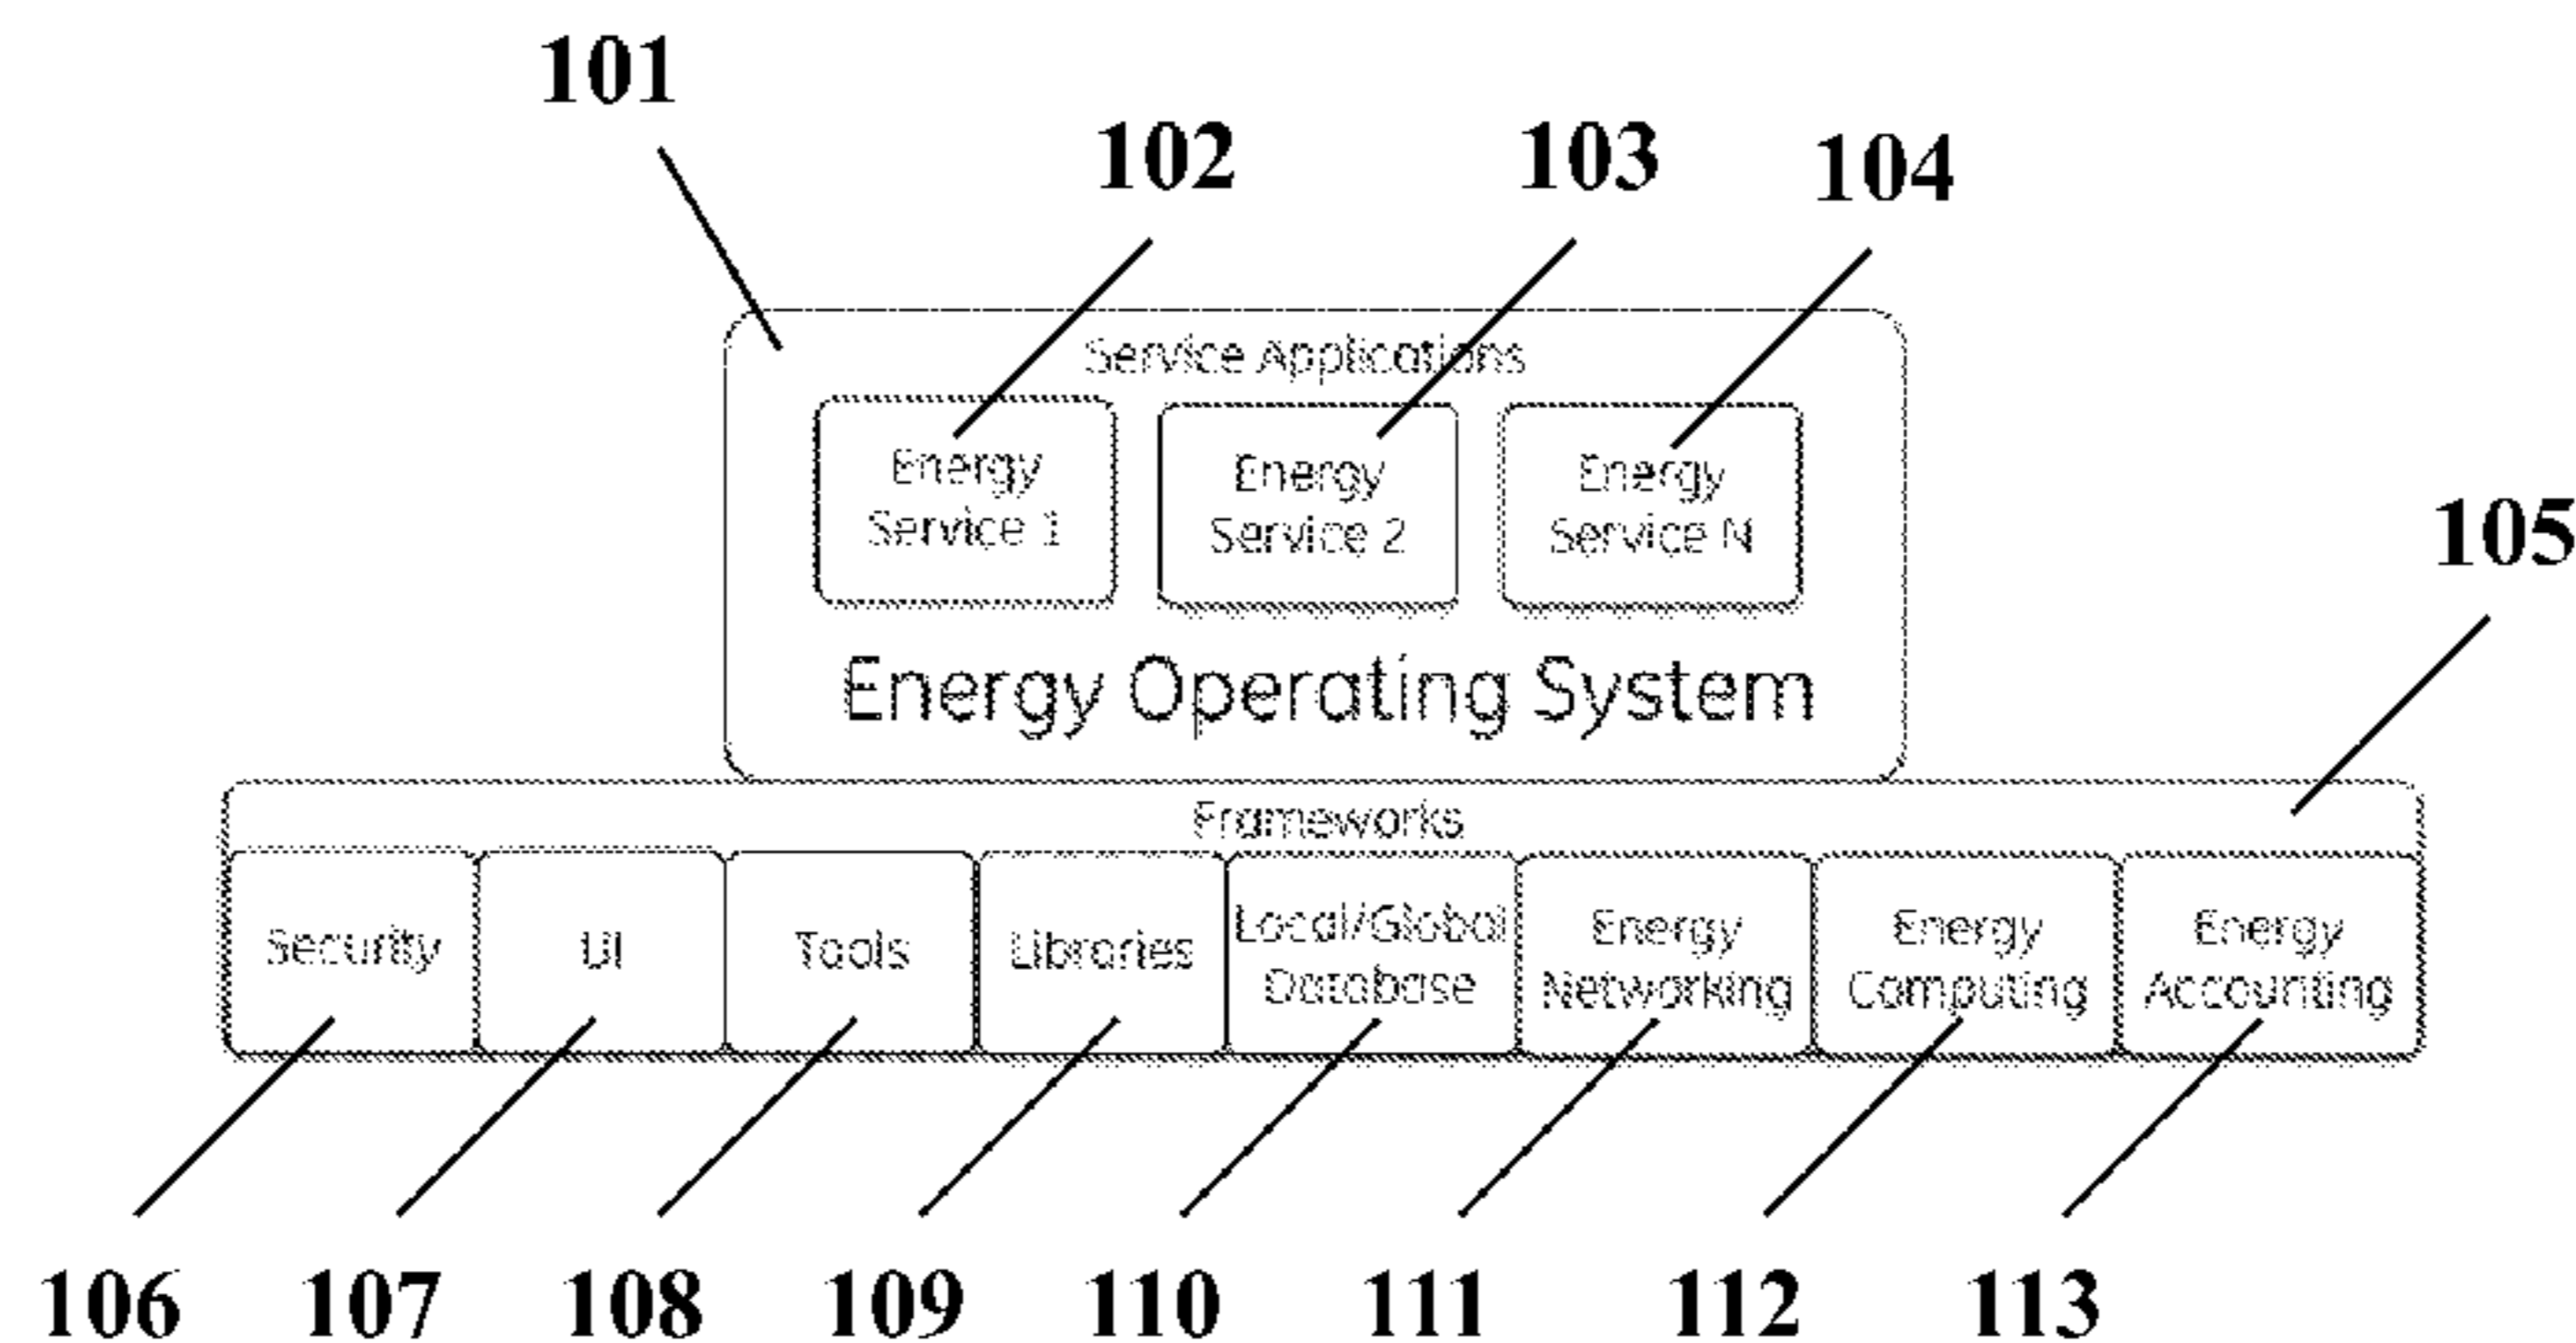 101
102
103
104
Service Applications
Energy
Service 1
Energy
Service 2
Energy
Service N
105
Energy Operating System
Frameworks
Security
UI
Tools
Libraries
Local/Global
Database
Energy
Networking
Energy
Computing
Energy
Accounting
106
107
108
109
110
111
112
113